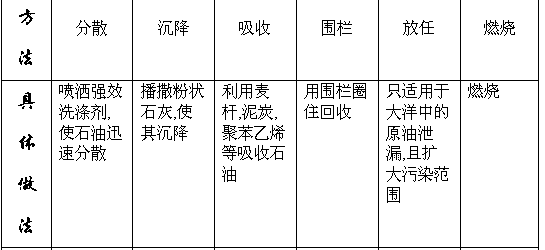 方法 分散 沉降 吸收 围栏 放任 燃烧
具体做法
喷洒强效
洗涤剂,
使石油迅
速分散
播撒粉状
石灰,使
其沉降
利用麦
杆,泥炭,
聚苯乙烯
等吸收石
油
用围栏圈
住回收
只适用于
大洋中的
原油泄
漏,且扩
大污染范
围
燃烧